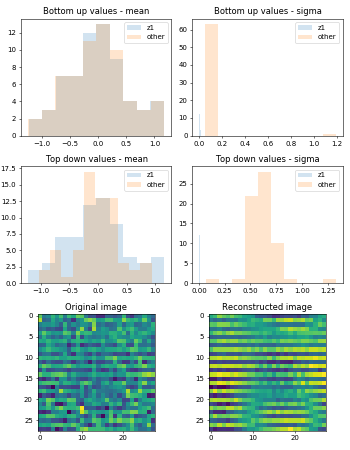 Bottom up values - mean
Bottom up values - sigma
z1
other
z1
other
12
10
8
6
4
2
0
60
50
40
30
20
10
0
-1.0 -0.5 0.0 0.5 1.0
0.0 0.2 0.4 0.6 0.8 1.0 1.2
Top down values - mean
Top down values - sigma
z1
other
z1
other
17.5
15.0
12.5
10.0
7.5
5.0
2.5
0.0
25
20
15
10
5
0
-1.0 -0.5 0.0 0.5 1.0
0.00 0.25 0.50 0.75 1.00 1.25
Original image
Reconstructed image
0
5
10
15
20
25
0
5
10
15
20
25
0 10 20
0 10 20